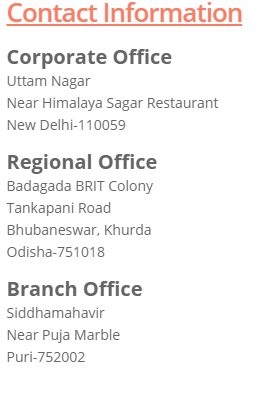 Contact Information
Corporate Office
Uttam Nagar
Near Himalaya Sagar Restaurant
New Delhi-110059
Regional Office
Badagada BRIT Colony
Tankapani Road
Bhubaneswar, Khurda
Odisha-751018
Branch Office
Siddhamahavir
Near Puja Marble
Puri-752002